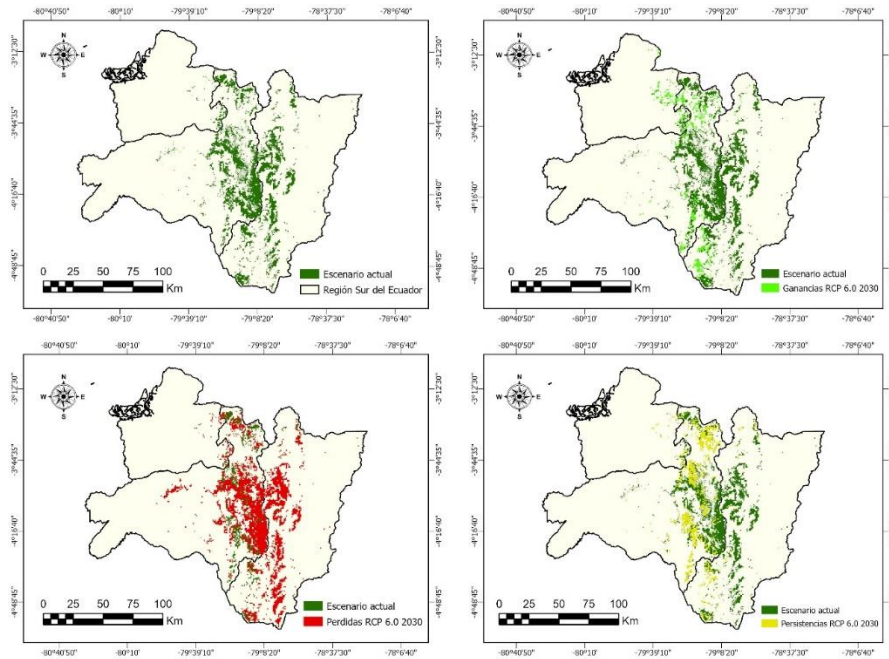 -80°40'50" -80°10' -79°39'10" -79°8'20" -78°37'30" -78°6'40"
-3°12'30"
-3°44'35"
-4°16'40"
-4°48'45"
N
W E
S
Escenario actual
Región Sur del Ecuador
0 25 50 75 100
Km
-80°40'50" -80°10' -79°39'10" -79°8'20" -78°37'30" -78°6'40"
-80°40'50" -80°10' -79°39'10" -79°8'20" -78°37'30" -78°6'40"
-3°12'30"
-3°44'35"
-4°16'40"
-4°48'45"
N
W E
S
Escenario actual
Ganancias RCP 6.0 2030
0 25 50 75 100
Km
-80°40'50" -80°10' -79°39'10" -79°8'20" -78°37'30" -78°6'40"
-80°40'50" -80°10' -79°39'10" -79°8'20" -78°37'30" -78°6'40"
-3°12'30"
-3°44'35"
-4°16'40"
-4°48'45"
N
W E
S
Escenario actual
Perdidas RCP 6.0 2030
0 25 50 75 100
Km
-80°40'50" -80°10' -79°39'10" -79°8'20" -78°37'30" -78°6'40"
-80°40'50" -80°10' -79°39'10" -79°8'20" -78°37'30" -78°6'40"
-3°12'30"
-3°44'35"
-4°16'40"
-4°48'45"
N
W E
S
Escenario actual
Persistencias RCP 6.0 2030
0 25 50 75 100
Km
-80°40'50" -80°10' -79°39'10" -79°8'20" -78°37'30" -78°6'40"